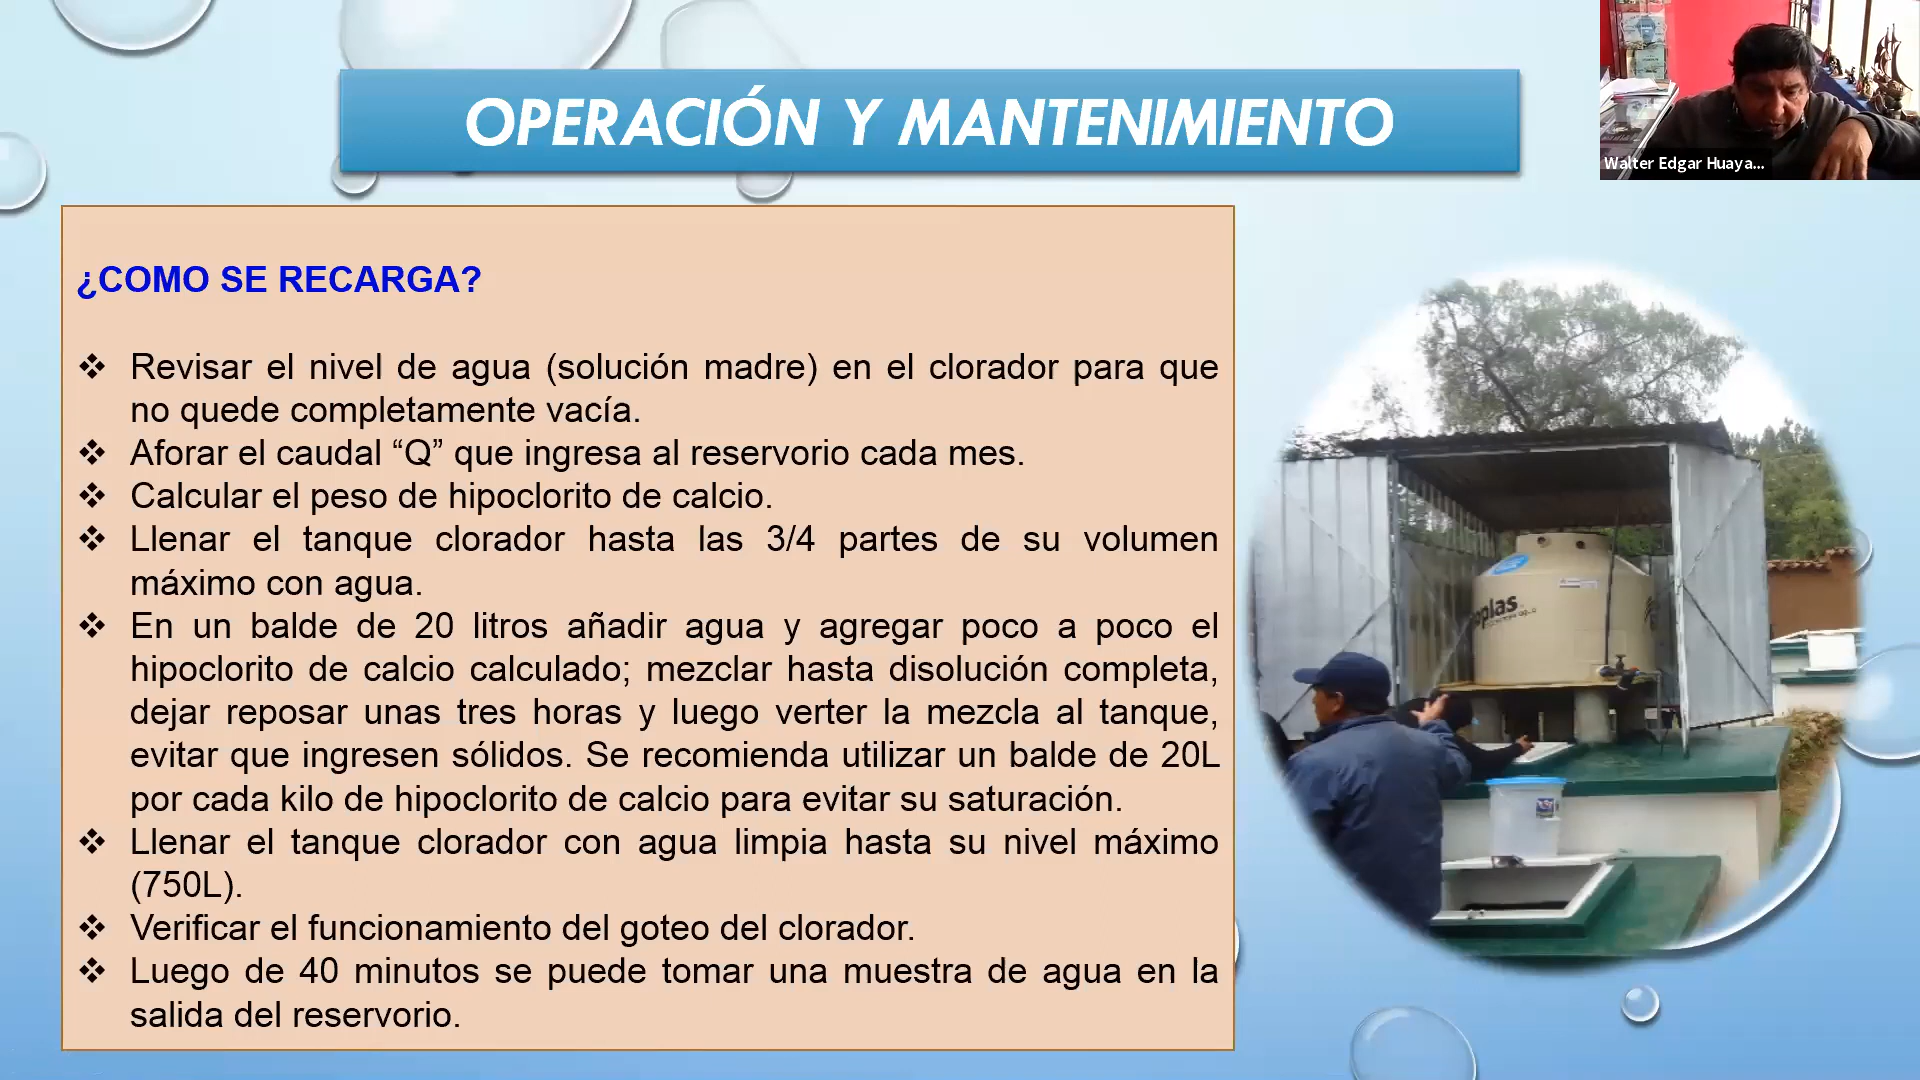 OPERACIÓN Y MANTENIMIENTO
Walter Edgar Huaya...
¿COMO SE RECARGA?
❖ Revisar el nivel de agua (solución madre) en el clorador para que
no quede completamente vacía.
❖ Aforar el caudal “Q” que ingresa al reservorio cada mes.
❖ Calcular el peso de hipoclorito de calcio.
❖ Llenar el tanque clorador hasta las 3/4 partes de su volumen
máximo con agua.
❖ En un balde de 20 litros añadir agua y agregar poco a poco el
hipoclorito de calcio calculado; mezclar hasta disolución completa,
dejar reposar unas tres horas y luego verter la mezcla al tanque,
evitar que ingresen sólidos. Se recomienda utilizar un balde de 20L
por cada kilo de hipoclorito de calcio para evitar su saturación.
❖ Llenar el tanque clorador con agua limpia hasta su nivel máximo
(750L).
❖ Verificar el funcionamiento del goteo del clorador.
❖ Luego de 40 minutos se puede tomar una muestra de agua en la
salida del reservorio.